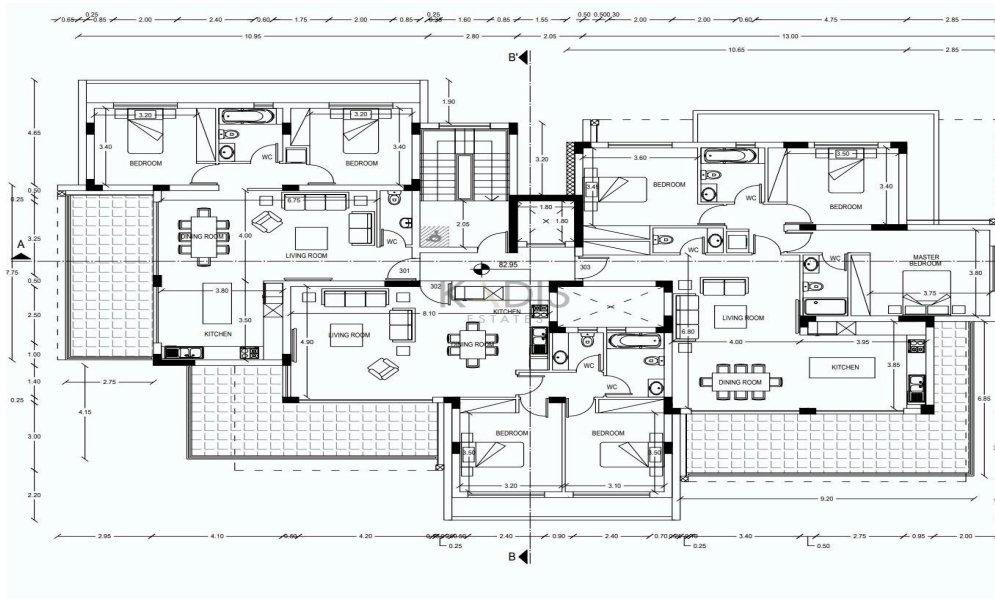 0.25 0.25 0.50 0.50 0.30
0.65 0.85 2.00 2.40 0.60 1.75 2.00 0.85 1.60 0.85 1.55 2.00 2.00 0.60 4.75 2.85
10.95 2.80 2.05 13.00
10.65 2.85
B'
1.90
4.65
3.20 3.20
3.40 BEDROOM WC BEDROOM 3.40
3.20
3.60 3.50
3.45 BEDROOM BEDROOM 3.40
WC
0.50
0.25
6.75
1.80
1.80
2.05
DINING ROOM 4.00
LIVING ROOM
WC
WC
WC
3.25
A
7.75
301
82.95
303
MASTER
BEDROOM
3.80
0.50
302
3.80
3.75
K DIS
ESTATES
KITCHEN
8.10
2.50
3.50
KITCHEN
LIVING ROOM
4.90
DINING ROOM
6.80
LIVING ROOM
4.00 3.95
1.00
WC
WC
KITCHEN
3.85
DINING ROOM
1.40
2.75
0.25
4.15
6.85
3.00
BEDROOM BEDROOM
3.50 3.50
3.20 3.10
2.20
9.20
2.95 4.10 4.20 2.40 0.90 2.40 3.40 2.75 0.95 2.00
0.25 0.25 0.50
B